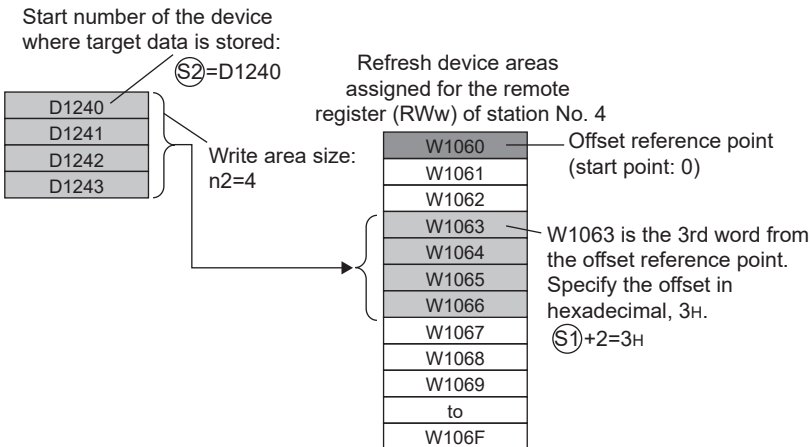 Start number of the device
where target data is stored:
S2=D1240
D1240
D1241
D1242
D1243
Write area size:
n2=4
Refresh device areas
assigned for the remote
register (RWw) of station No. 4
W1060
W1061
W1062
W1063
W1064
W1065
W1066
W1067
W1068
W1069
to
W106F
Offset reference point
(start point: 0)
W1063 is the 3rd word from
the offset reference point.
Specify the offset in
hexadecimal, 3H.
S1+2=3H